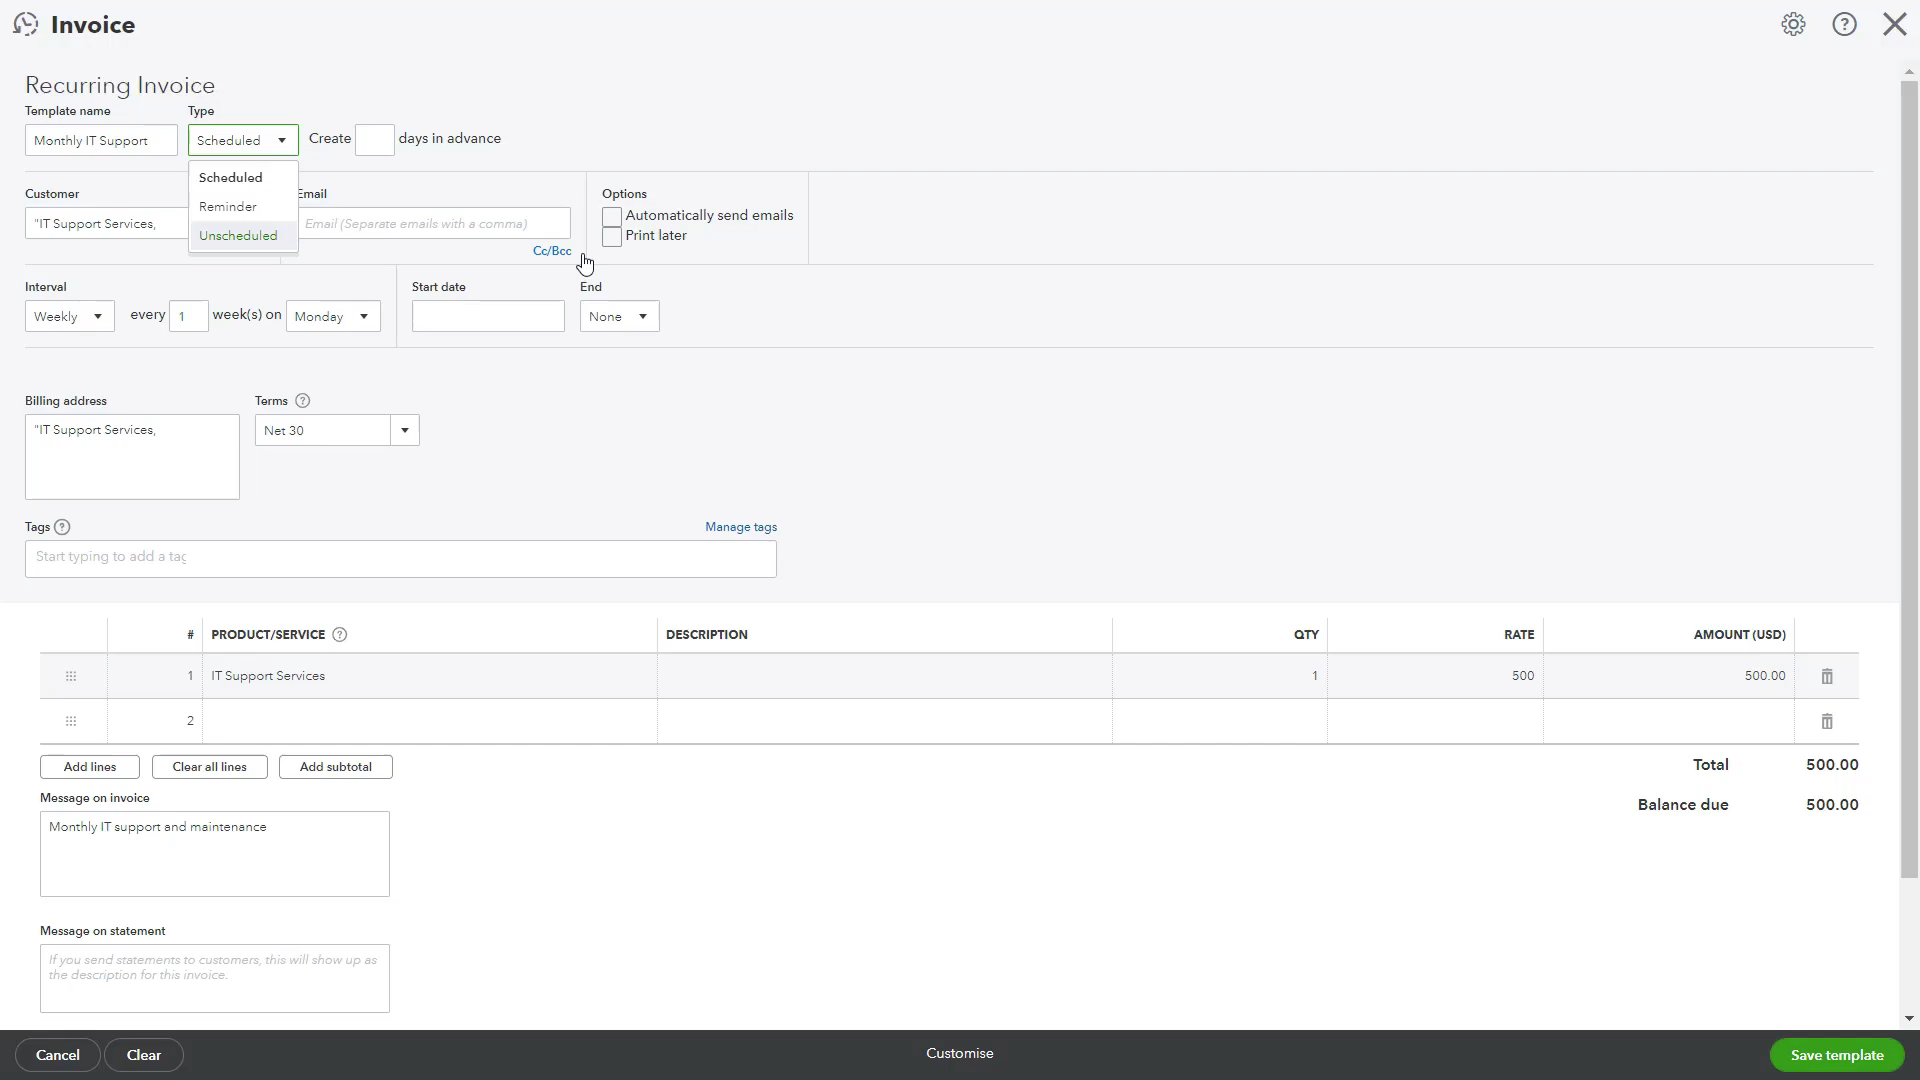 Invoice
Recurring Invoice
Template name
Type
Monthly IT Support
Scheduled
Create
days in advance
Scheduled
Reminder
Unscheduled
Customer
Email
Options
"IT Support Services,
Email (Separate emails with a comma)
Automatically send emails
Print later
Cc/Bcc
Interval
Start date
End
Weekly
every
1
week(s) on
Monday
None
Billing address
Terms
"IT Support Services,
Net 30
Tags
Manage tags
Start typing to add a tag
# PRODUCT/SERVICE DESCRIPTION QTY RATE AMOUNT (USD)
1 IT Support Services 1 500 500.00
2
Add lines
Clear all lines
Add subtotal
Total 500.00
Message on invoice
Balance due 500.00
Monthly IT support and maintenance
Message on statement
If you send statements to customers, this will show up as
the description for this invoice.
Cancel
Clear
Customise
Save template